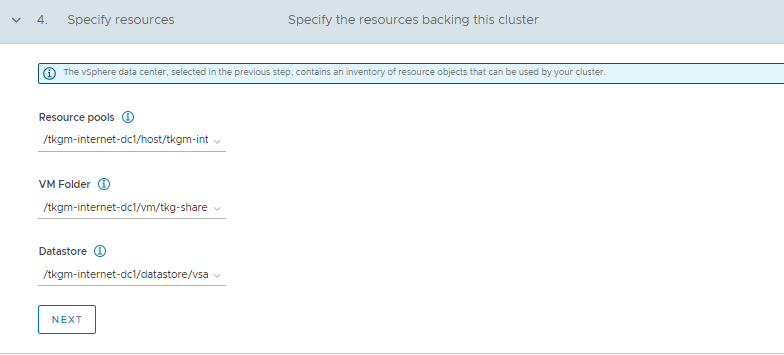 4. Specify resources Specify the resources backing this cluster
The vSphere data center, selected in the previous step, contains an inventory of resource objects that can be used by your cluster.
Resource pools
/tkgm-internet-dc1/host/tkgm-int
VM Folder
/tkgm-internet-dc1/vm/tkg-share
Datastore
/tkgm-internet-dc1/datastore/vsa
NEXT